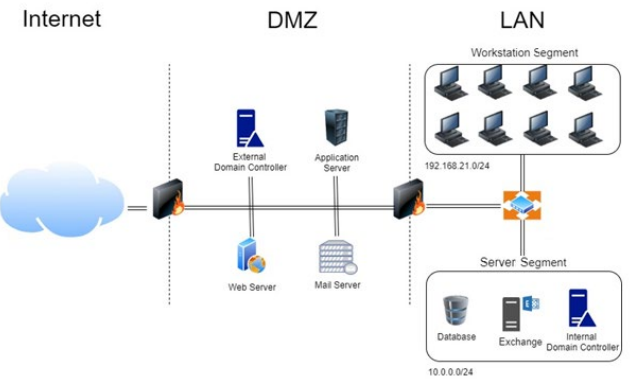 Internet
DMZ
LAN
Workstation Segment
External
Domain Controller
Application
Server
192.168.21.0/24
Web Server
Mail Server
Server Segment
Database
Exchange
Internal
Domain Controller
10.0.0.0/24